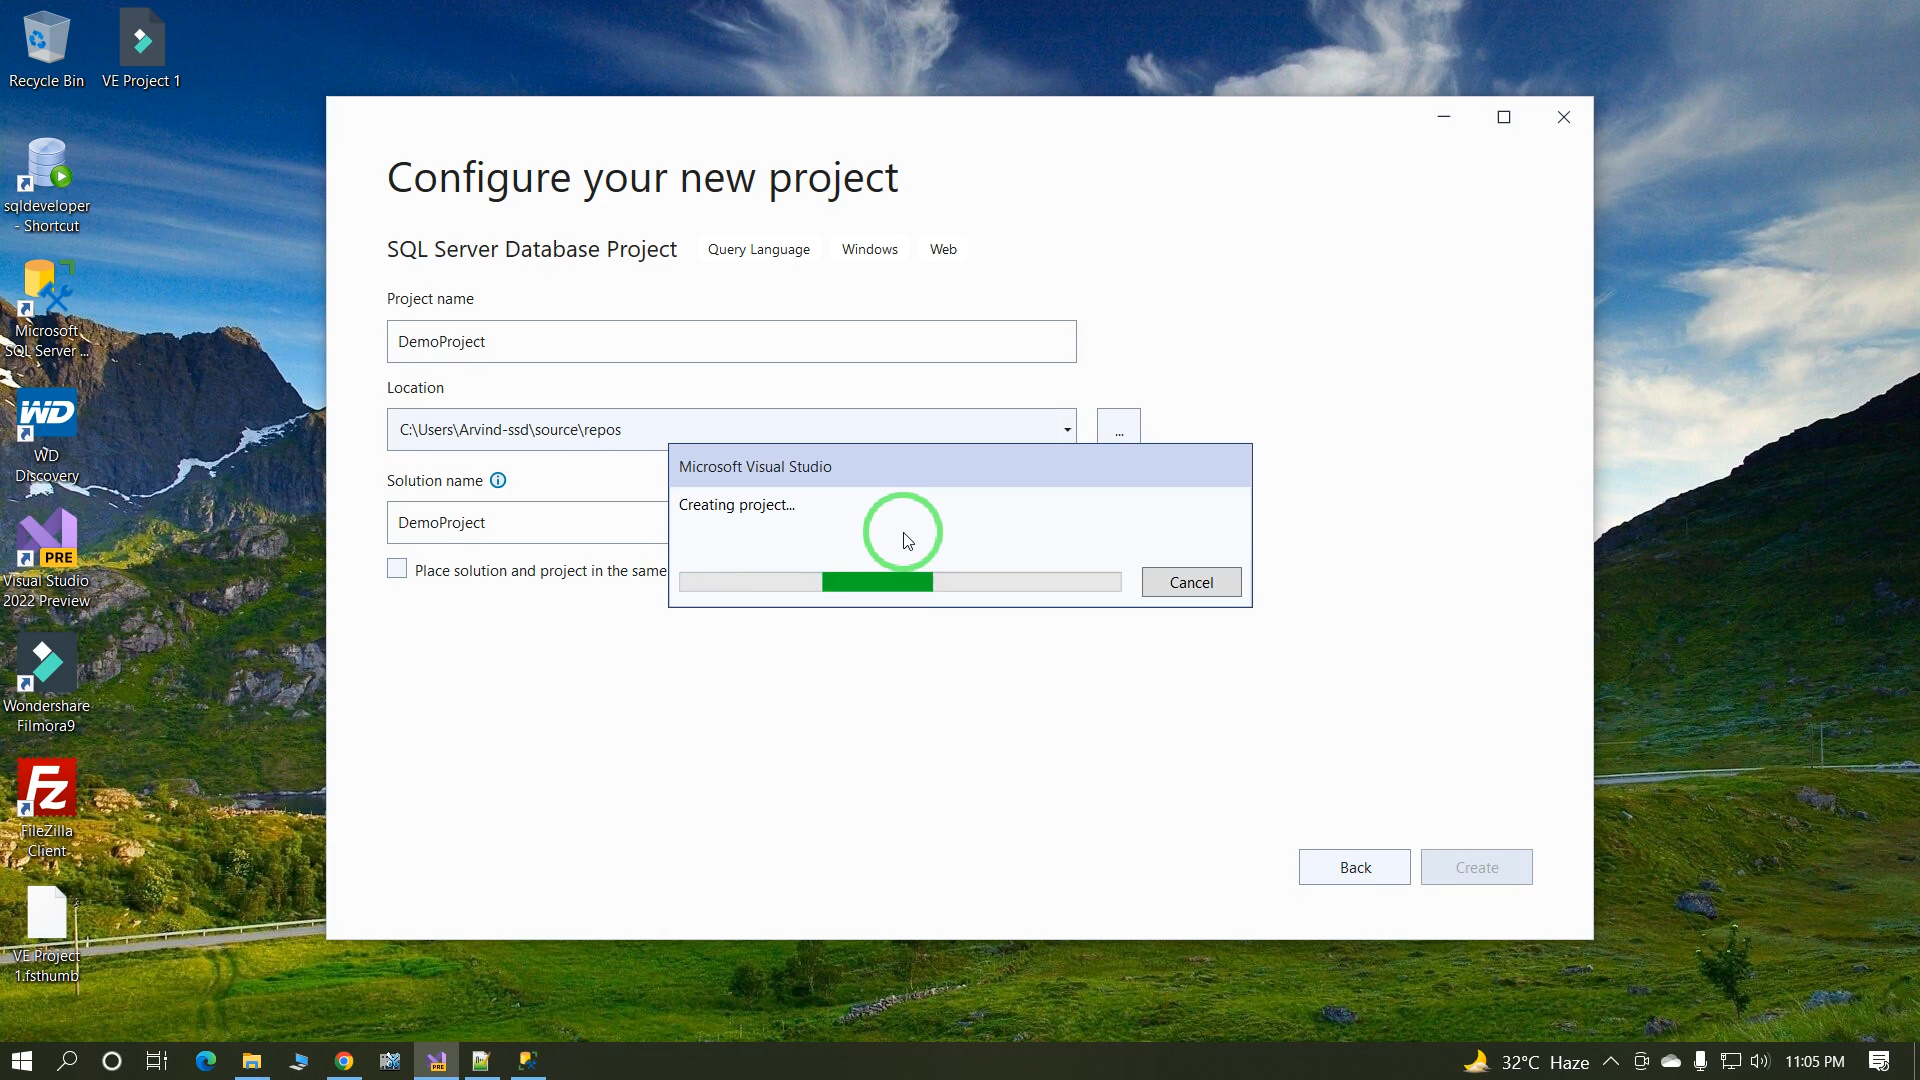 Recycle Bin
VE Project 1
sqldeveloper
- Shortcut
Microsoft
SQL Server ...
WD
WD
Discovery
PRE
Visual Studio
2022 Preview
Wondershare
Filmora9
Fz
FileZilla
Client
VE Project
1.fsthumb
Configure your new project
SQL Server Database Project Query Language Windows Web
Project name
DemoProject
Location
C:\Users\Arvind-ssd\source\repos
...
Solution name
DemoProject
Place solution and project in the same
Microsoft Visual Studio
Creating project...
Cancel
Back
Create
PRE
32°C Haze
11:05 PM